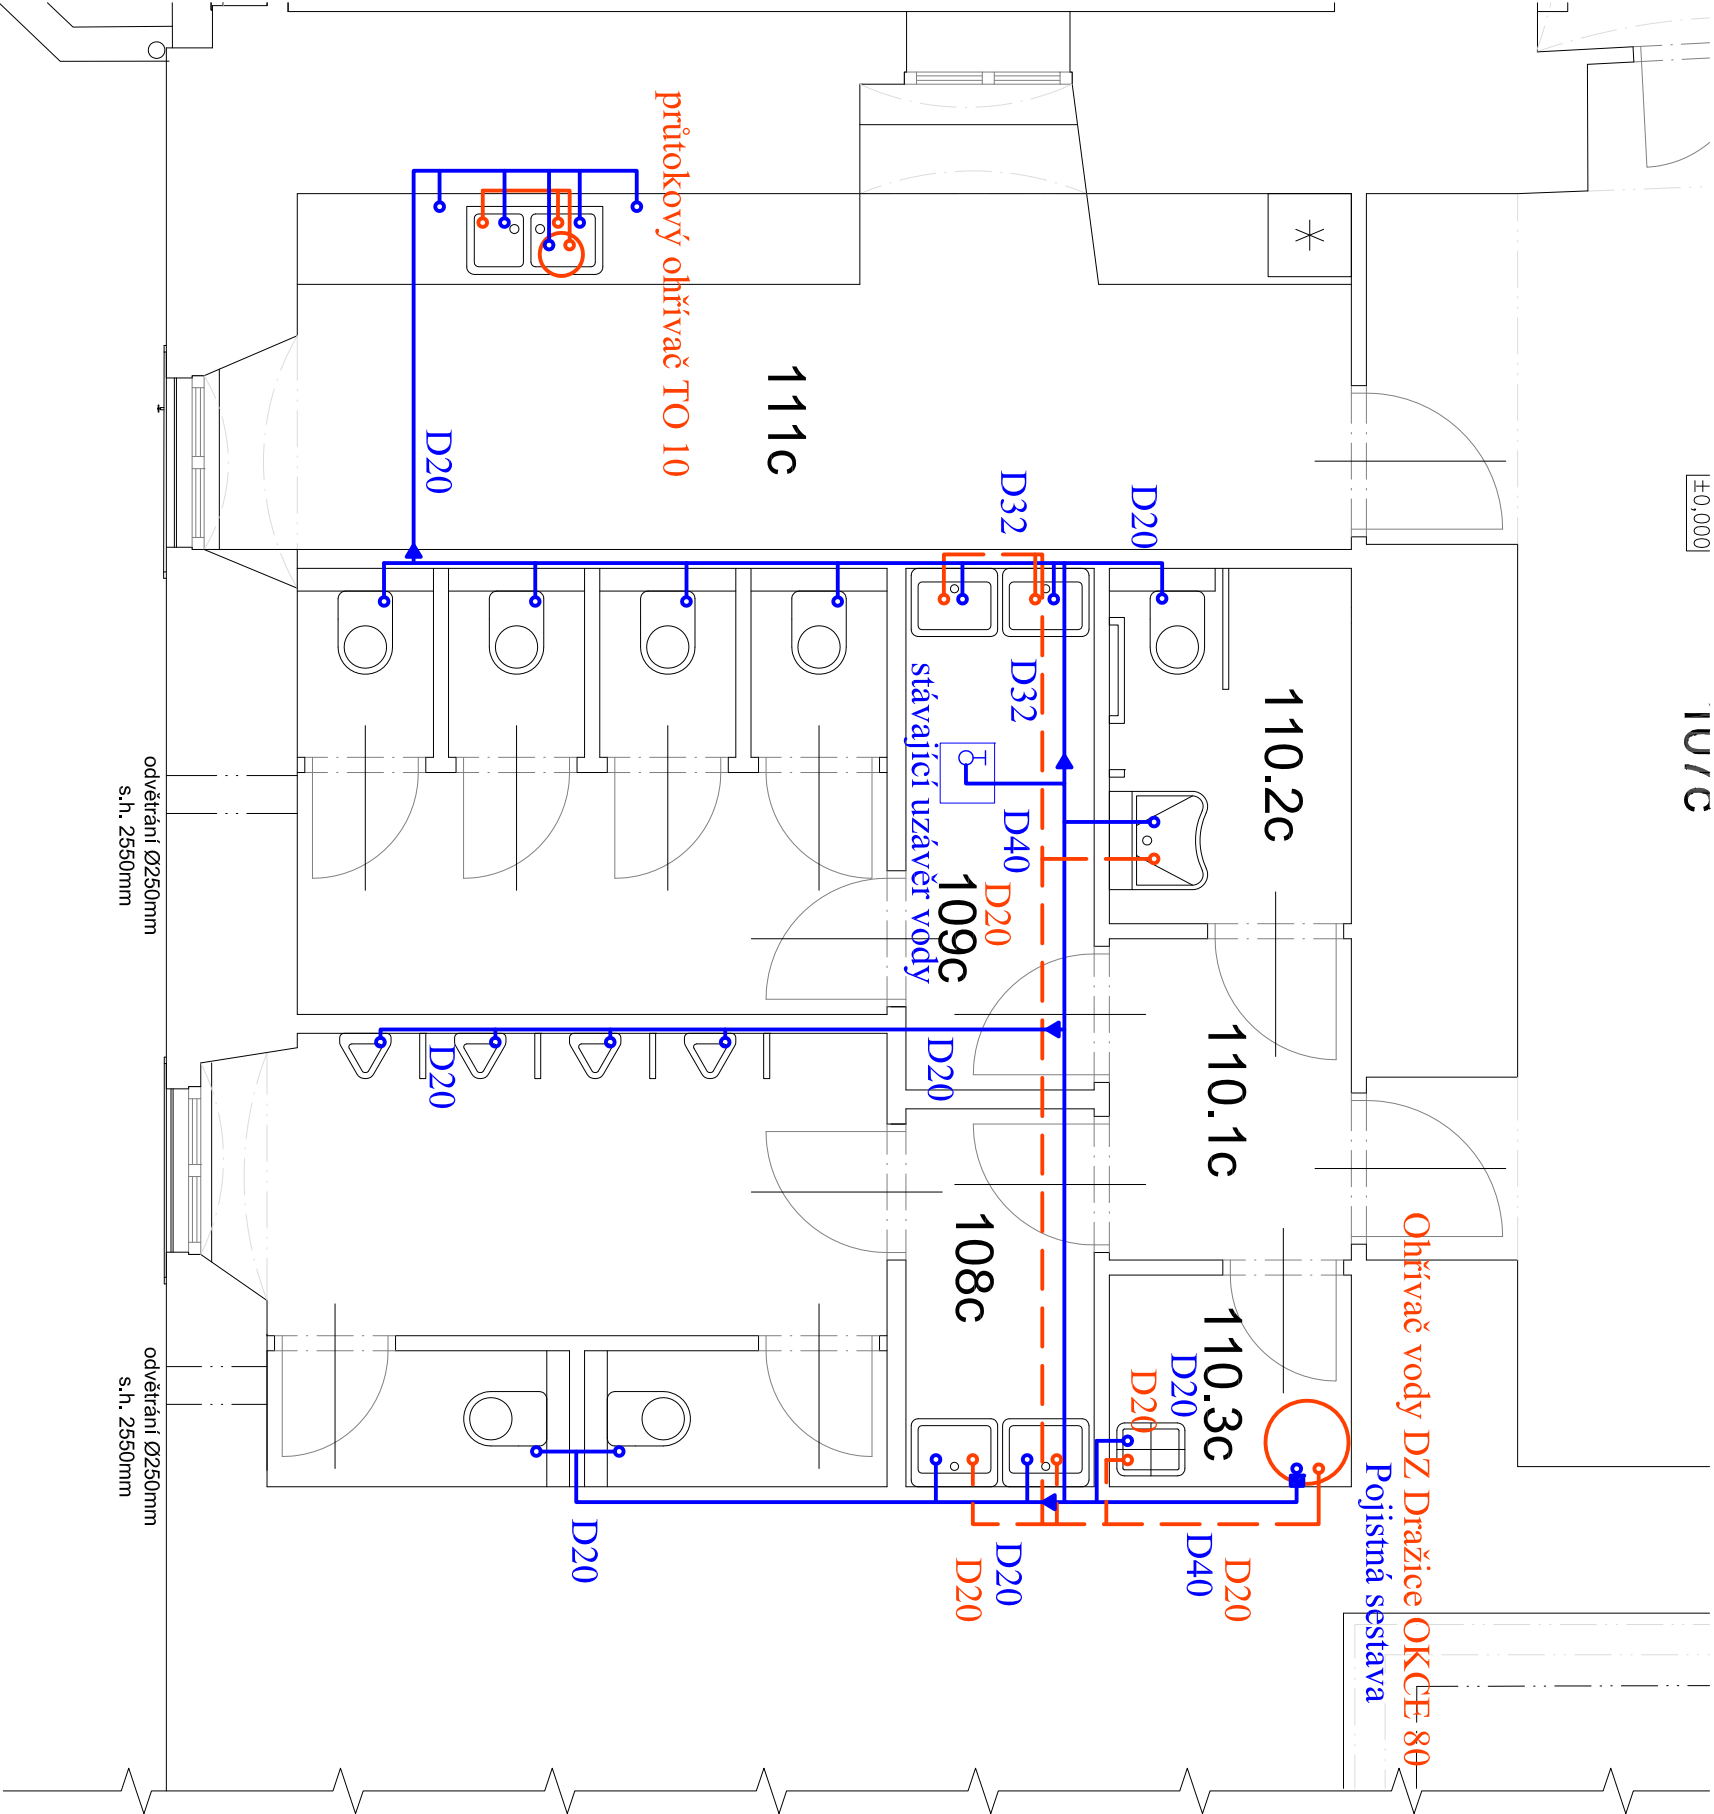 ±0,000
107c
průtokový ohřívač TO 10
111c
D20
D32
D20
D32
stávající uzávěr vody
110.2c
D40
D20
109c
odvětrání Ø250mm
s.h. 2550mm
D20
D20
110.1c
108c
110.3c
D20
D20
Ohřívač vody DZ Dražice OKCE 80
Pojistná sestava
odvětrání Ø250mm
s.h. 2550mm
D20
D20
D20
D40
D20